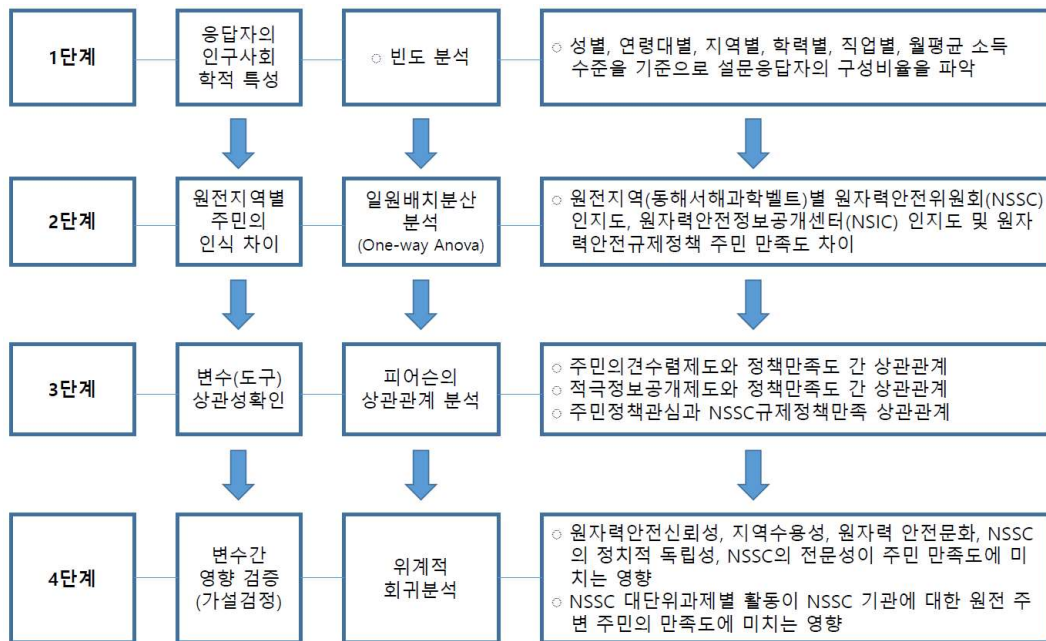 1단계
응답자의
인구사회
학적 특성
◌ 빈도 분석
◌ 성별, 연령대별, 지역별, 학력별, 직업별, 월평균 소득
수준을 기준으로 설문응답자의 구성비율을 파악
2단계
원전지역별
주민의
인식 차이
일원배치분산
분석
(One-way Anova)
◌ 원전지역(동해서해과학벨트)별 원자력안전위원회(NSSC)
인지도, 원자력안전정보공개센터(NSIC) 인지도 및 원자
력안전규제정책 주민 만족도 차이
3단계
변수(도구)
상관성확인
피어슨의
상관관계 분석
◌ 주민의견수렴제도와 정책만족도 간 상관관계
◌ 적극정보공개제도와 정책만족도 간 상관관계
◌ 주민정책관심과 NSSC규제정책만족 상관관계
4단계
변수간
영향 검증
(가설검정)
위계적
회귀분석
◌ 원자력안전신뢰성, 지역수용성, 원자력 안전문화, NSSC
의 정치적 독립성, NSSC의 전문성이 주민 만족도에 미
치는 영향
◌ NSSC 대단위과제별 활동이 NSSC 기관에 대한 원전 주
변 주민의 만족도에 미치는 영향